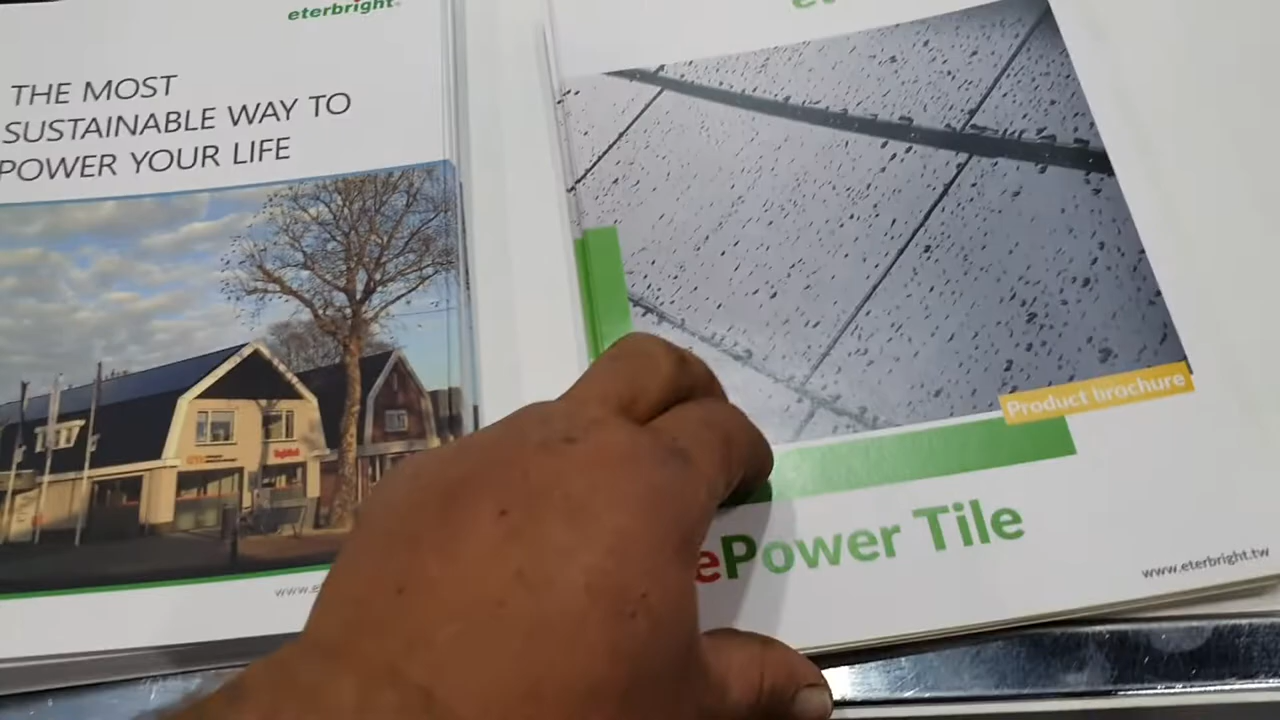 eterbright
THE MOST
SUSTAINABLE WAY TO
POWER YOUR LIFE
Product brochure
ePower Tile
www.eterbright.tw